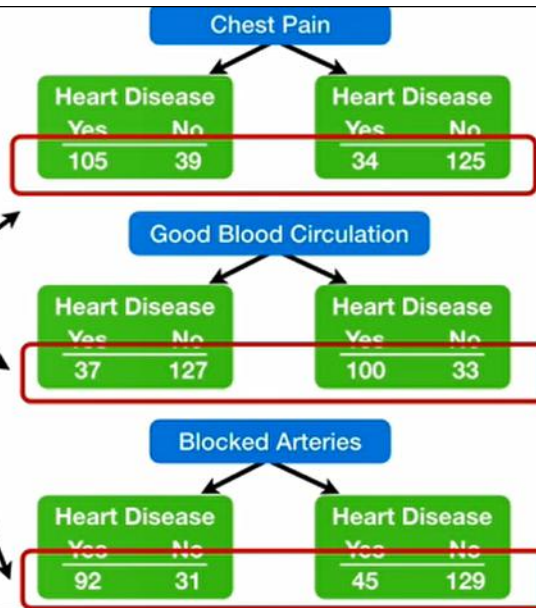 Chest Pain
Heart Disease Heart Disease
Yes No Yes No
105 39 34 125
Good Blood Circulation
Heart Disease Heart Disease
Yes No Yes No
37 127 100 33
Blocked Arteries
Heart Disease Heart Disease
Yes No Yes No
92 31 45 129